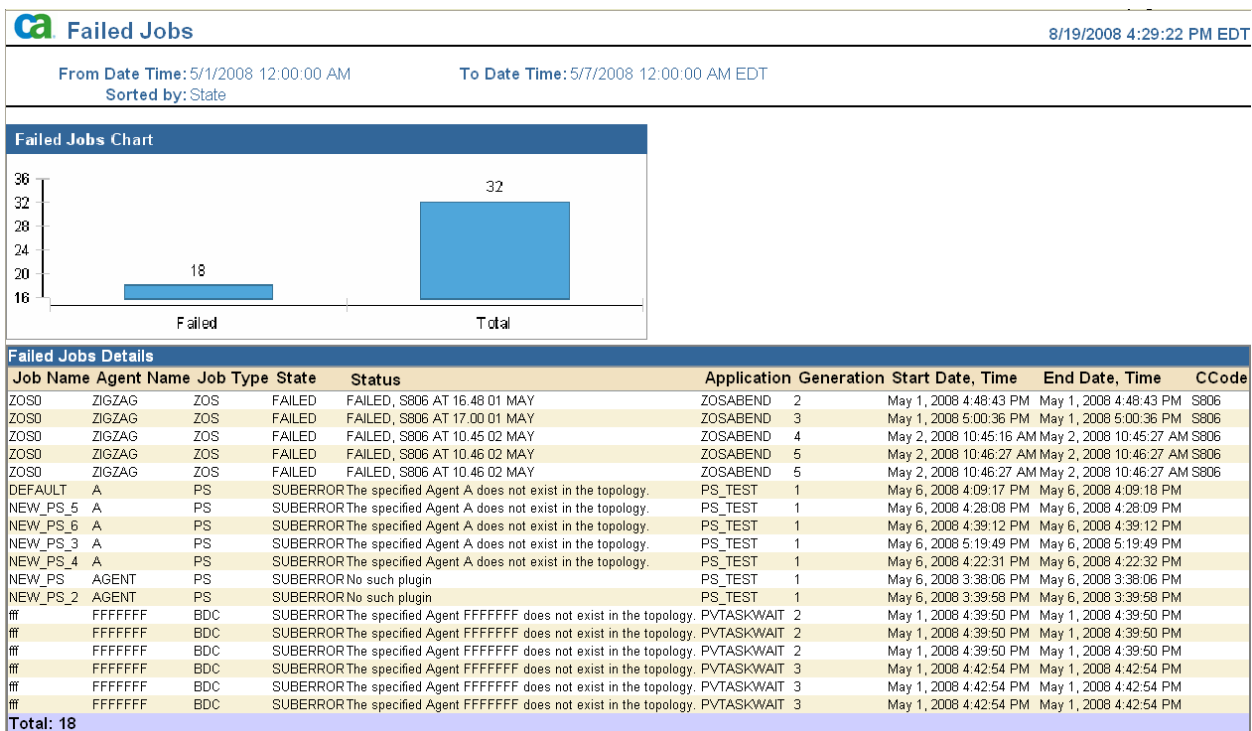 ca Failed Jobs 8/19/2008 4:29:22 PM EDT
From Date Time: 5/1/2008 12:00:00 AM To Date Time: 5/7/2008 12:00:00 AM EDT
Sorted by: State
Failed Jobs Chart
36
32
28
24
20
16
18
32
Failed Total
Failed Jobs Details
Job Name Agent Name Job Type State Status Application Generation Start Date, Time End Date, Time CCode
ZOS0 ZIGZAG ZOS FAILED FAILED, S806 AT 16.48 01 MAY ZOSABEND 2 May 1, 2008 4:48:43 PM May 1, 2008 4:48:43 PM S806
ZOS0 ZIGZAG ZOS FAILED FAILED, S806 AT 17.00 01 MAY ZOSABEND 3 May 1, 2008 5:00:36 PM May 1, 2008 5:00:36 PM S806
ZOS0 ZIGZAG ZOS FAILED FAILED, S806 AT 10.45 02 MAY ZOSABEND 4 May 2, 2008 10:45:16 AM May 2, 2008 10:45:27 AM S806
ZOS0 ZIGZAG ZOS FAILED FAILED, S806 AT 10.46 02 MAY ZOSABEND 5 May 2, 2008 10:46:27 AM May 2, 2008 10:46:27 AM S806
ZOS0 ZIGZAG ZOS FAILED FAILED, S806 AT 10.46 02 MAY ZOSABEND 5 May 2, 2008 10:46:27 AM May 2, 2008 10:46:27 AM S806
DEFAULT A PS SUBERROR The specified Agent A does not exist in the topology. PS_TEST 1 May 6, 2008 4:09:17 PM May 6, 2008 4:09:18 PM
NEW_PS_5 A PS SUBERROR The specified Agent A does not exist in the topology. PS_TEST 1 May 6, 2008 4:28:08 PM May 6, 2008 4:28:09 PM
NEW_PS_6 A PS SUBERROR The specified Agent A does not exist in the topology. PS_TEST 1 May 6, 2008 4:39:12 PM May 6, 2008 4:39:12 PM
NEW_PS_3 A PS SUBERROR The specified Agent A does not exist in the topology. PS_TEST 1 May 6, 2008 5:19:49 PM May 6, 2008 5:19:49 PM
NEW_PS_4 A PS SUBERROR The specified Agent A does not exist in the topology. PS_TEST 1 May 6, 2008 4:22:31 PM May 6, 2008 4:22:32 PM
NEW_PS AGENT PS SUBERROR No such plugin PS_TEST 1 May 6, 2008 3:38:06 PM May 6, 2008 3:38:06 PM
NEW_PS_2 AGENT PS SUBERROR No such plugin PS_TEST 1 May 6, 2008 3:39:58 PM May 6, 2008 3:39:58 PM
fff FFFFFFF BDC SUBERROR The specified Agent FFFFFFF does not exist in the topology. PVTASKWAIT 2 May 1, 2008 4:39:50 PM May 1, 2008 4:39:50 PM
fff FFFFFFF BDC SUBERROR The specified Agent FFFFFFF does not exist in the topology. PVTASKWAIT 2 May 1, 2008 4:39:50 PM May 1, 2008 4:39:50 PM
fff FFFFFFF BDC SUBERROR The specified Agent FFFFFFF does not exist in the topology. PVTASKWAIT 2 May 1, 2008 4:39:50 PM May 1, 2008 4:39:50 PM
fff FFFFFFF BDC SUBERROR The specified Agent FFFFFFF does not exist in the topology. PVTASKWAIT 3 May 1, 2008 4:42:54 PM May 1, 2008 4:42:54 PM
fff FFFFFFF BDC SUBERROR The specified Agent FFFFFFF does not exist in the topology. PVTASKWAIT 3 May 1, 2008 4:42:54 PM May 1, 2008 4:42:54 PM
fff FFFFFFF BDC SUBERROR The specified Agent FFFFFFF does not exist in the topology. PVTASKWAIT 3 May 1, 2008 4:42:54 PM May 1, 2008 4:42:54 PM
Total: 18